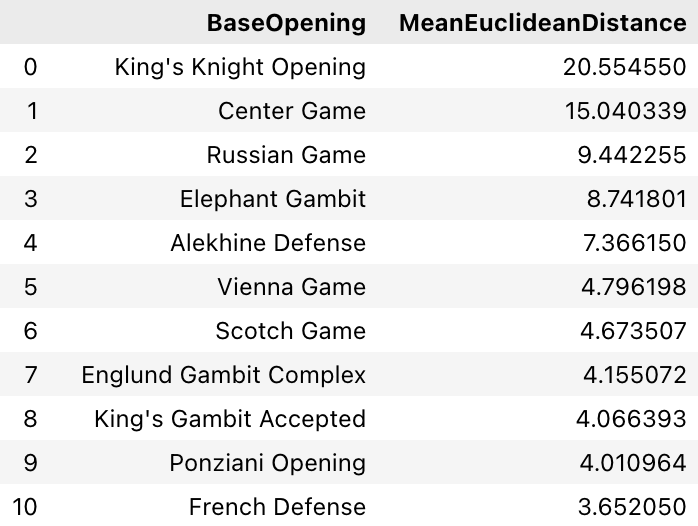 BaseOpening MeanEuclideanDistance
0 King's Knight Opening 20.554550
1 Center Game 15.040339
2 Russian Game 9.442255
3 Elephant Gambit 8.741801
4 Alekhine Defense 7.366150
5 Vienna Game 4.796198
6 Scotch Game 4.673507
7 Englund Gambit Complex 4.155072
8 King's Gambit Accepted 4.066393
9 Ponziani Opening 4.010964
10 French Defense 3.652050